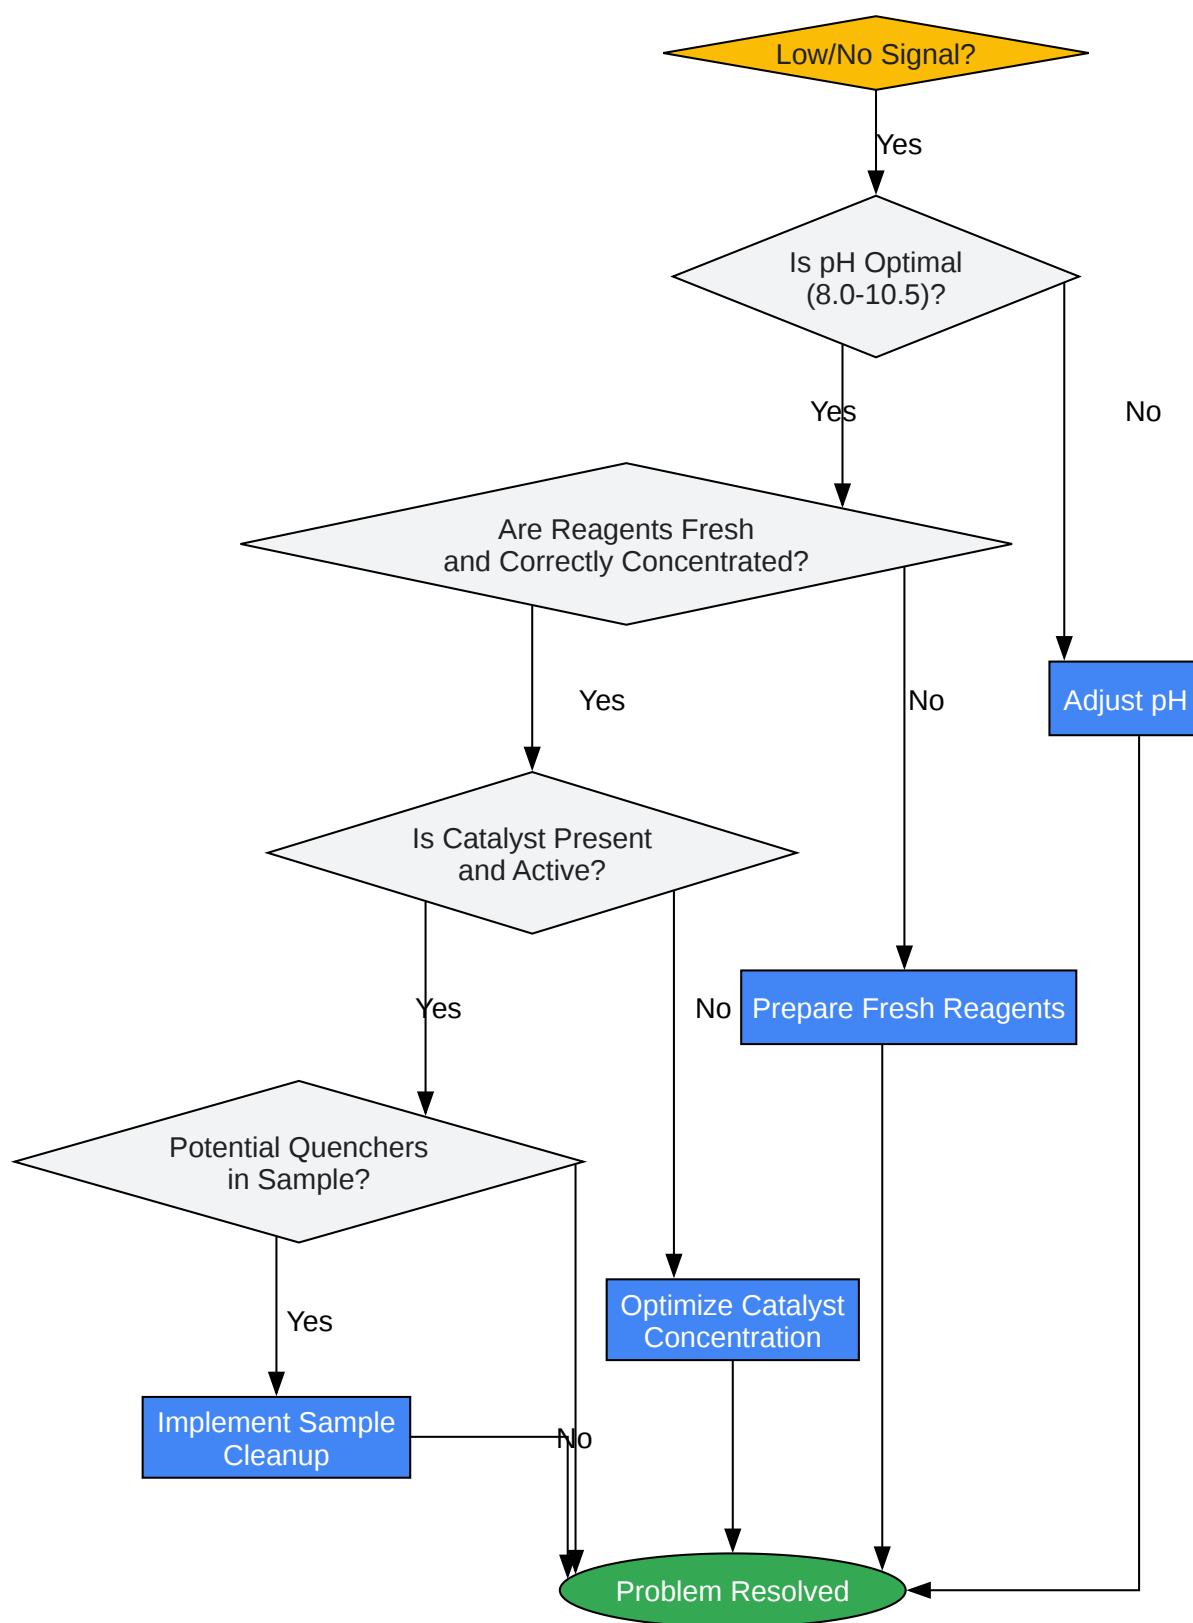 Low/No Signal?
Yes
Is pH Optimal
(8.0-10.5)?
Yes
No
Are Reagents Fresh
and Correctly Concentrated?
Yes
No
Adjust pH
Is Catalyst Present
and Active?
Yes
No
Prepare Fresh Reagents
Potential Quenchers
in Sample?
Yes
Optimize Catalyst
Concentration
Implement Sample
Cleanup
No
Problem Resolved